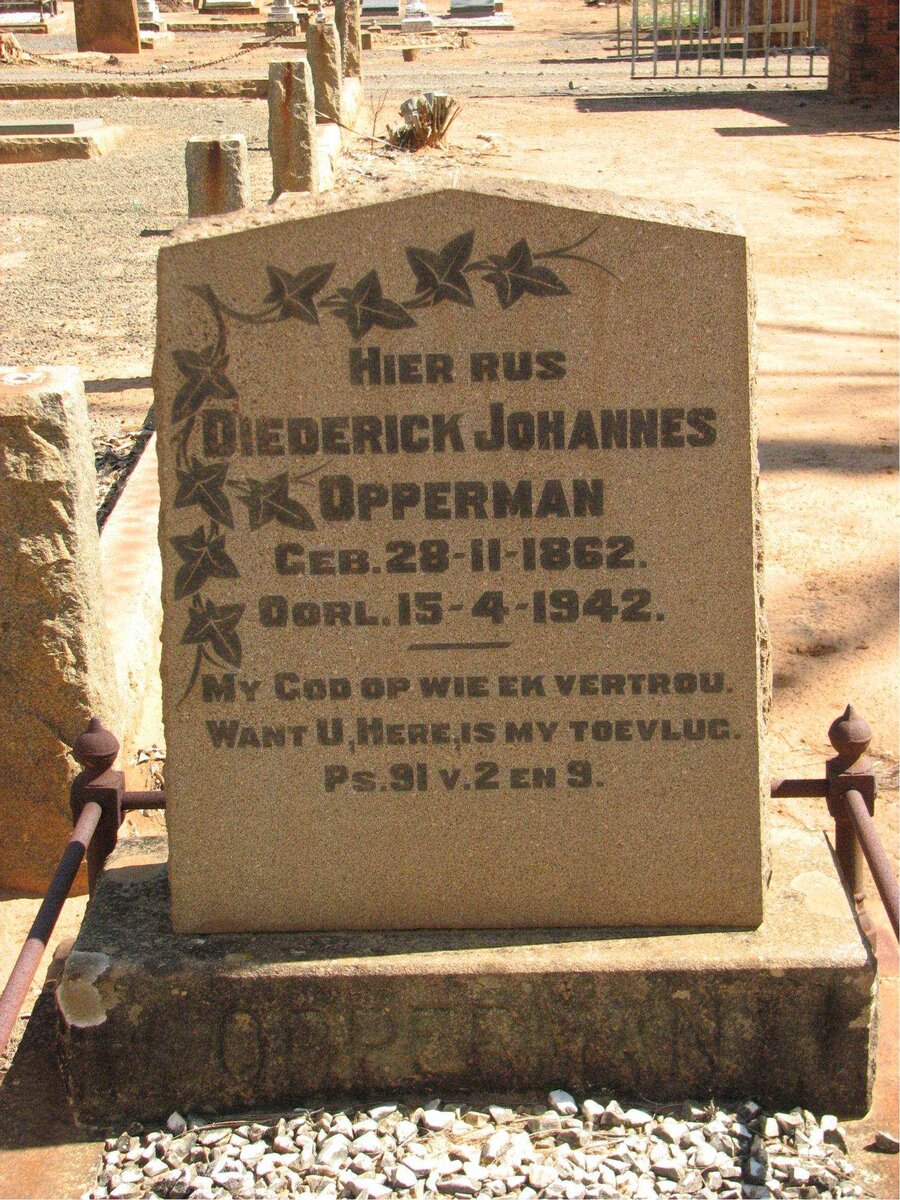 HIER RUS
DIEDERICK JOHANNES
OPPERMAN
GEB. 28-11-1862.
OORL. 15-4-1942.
MY GOD OP WIE EK VERTROU.
WANT U, HERE, IS MY TOEVLUG.
PS. 91 V. 2 EN 9.
OPPERMAN